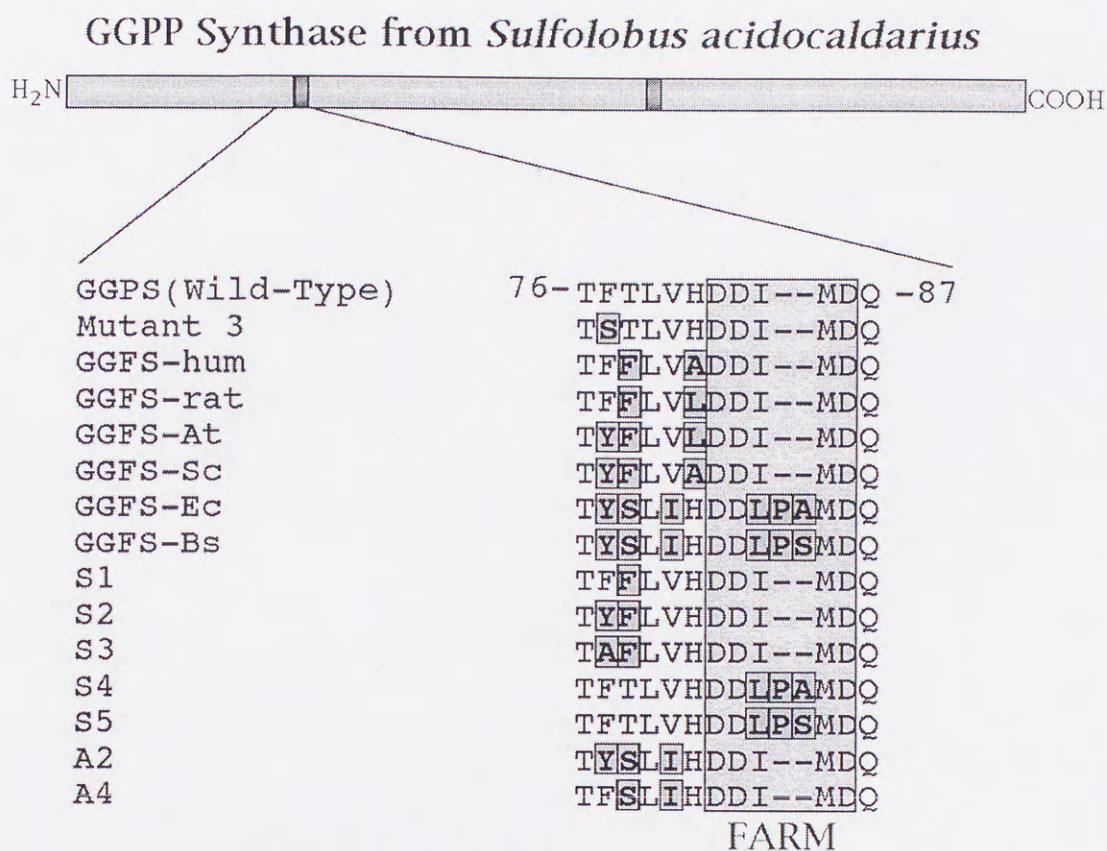 GGPP Synthase from Sulfolobus acidocaldarius
H₂N COOH
GGPS(Wild-Type) 76-TFTLVHDDI--MDQ -87
Mutant 3 TSTLVHDDI--MDQ
GGFS-hum TFFLVADDI--MDQ
GGFS-rat TFFLVLDDI--MDQ
GGFS-At TYFLVLDDI--MDQ
GGFS-Sc TYFLVADDI--MDQ
GGFS-Ec TYSLIHDDLPAMDQ
GGFS-Bs TYSLIHDDLPSMDQ
S1 TFFLVHDDI--MDQ
S2 TYFLVHDDI--MDQ
S3 TAFLVHDDI--MDQ
S4 TFTLVHDDLPAMDQ
S5 TFTLVHDDLPSMDQ
A2 TYSLIHDDI--MDQ
A4 TFSLIHDDI--MDQ
FARM